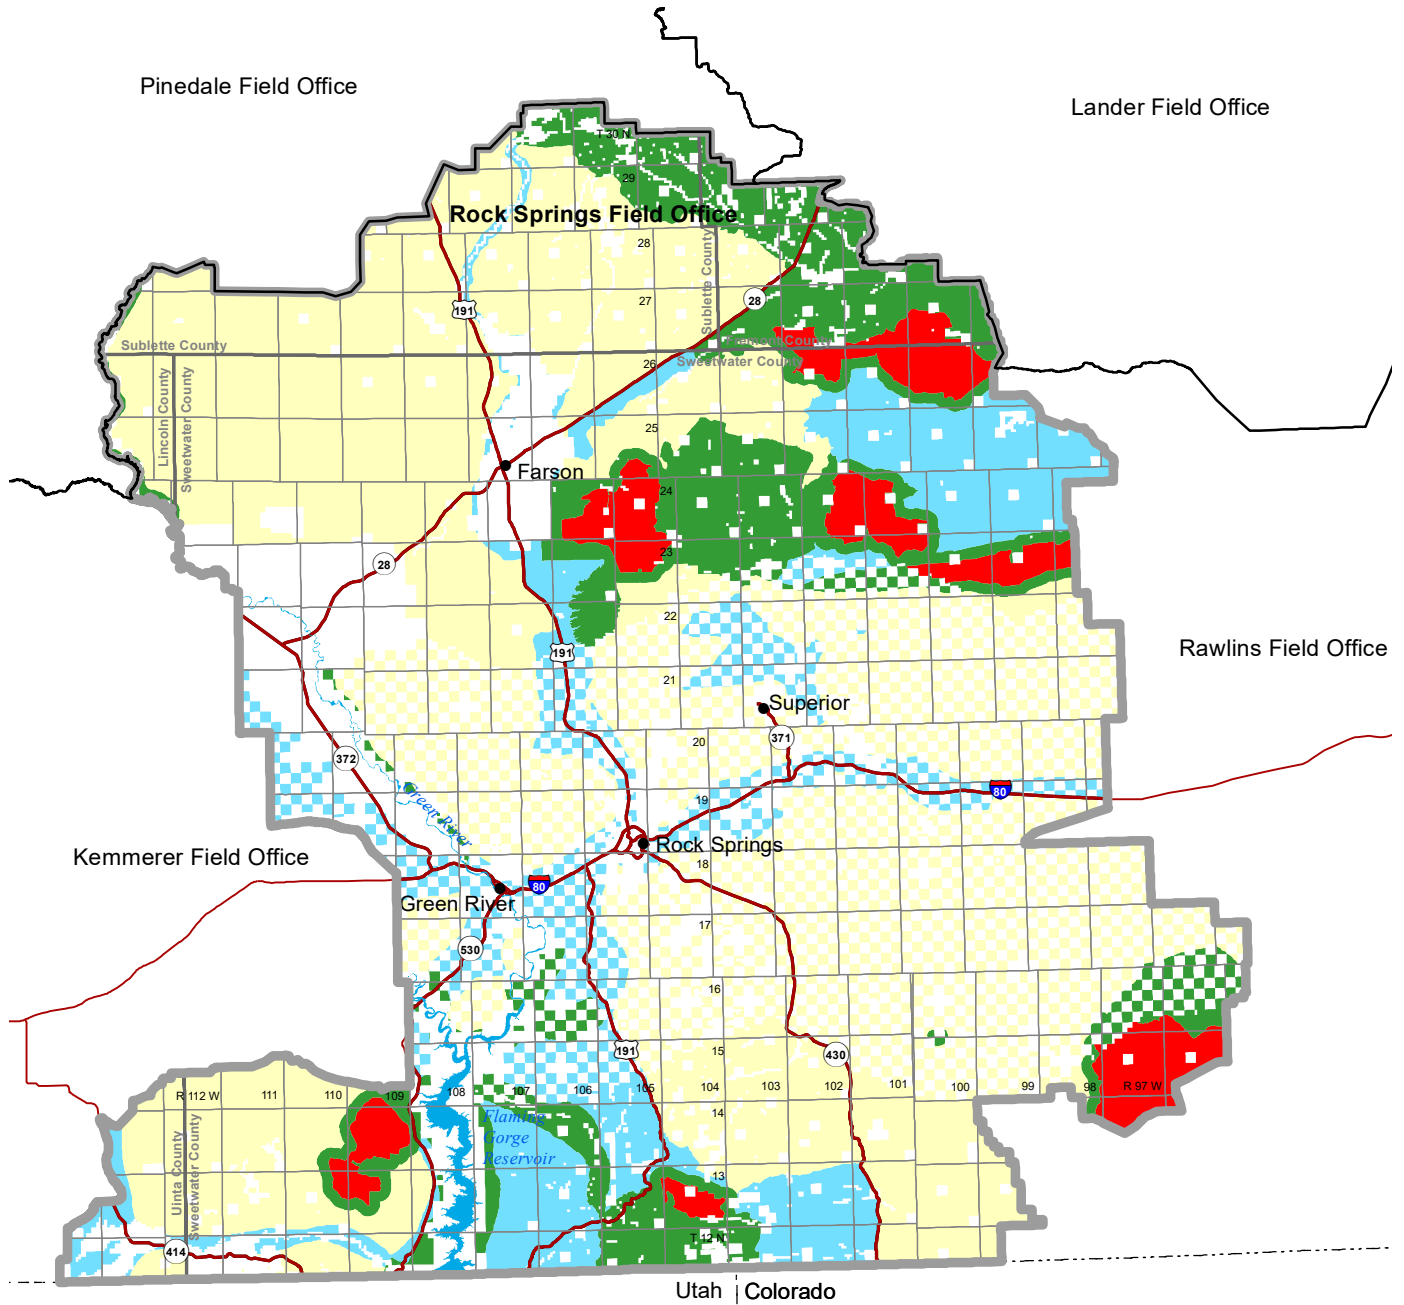 Pinedale Field Office
Lander Field Office
T 30 N
29
Rock Springs Field Office
28
Sublette County
27
28
191
Sublette County
Fremont County
Sweetwater County
26
Lincoln County
Sweetwater County
25
Farson
24
23
28
22
191
Rawlins Field Office
21
Superior
371
20
372
80
19
Green River
Rock Springs
Kemmerer Field Office
18
80
Green River
17
530
16
191
15
430
R 112 W
111
110
109
108
107
106
105
104
103
102
101
100
99
98
R 97 W
14
Flaming
Gorge
Reservoir
Uinta County
Sweetwater County
13
T 12 N
414
Utah
Colorado